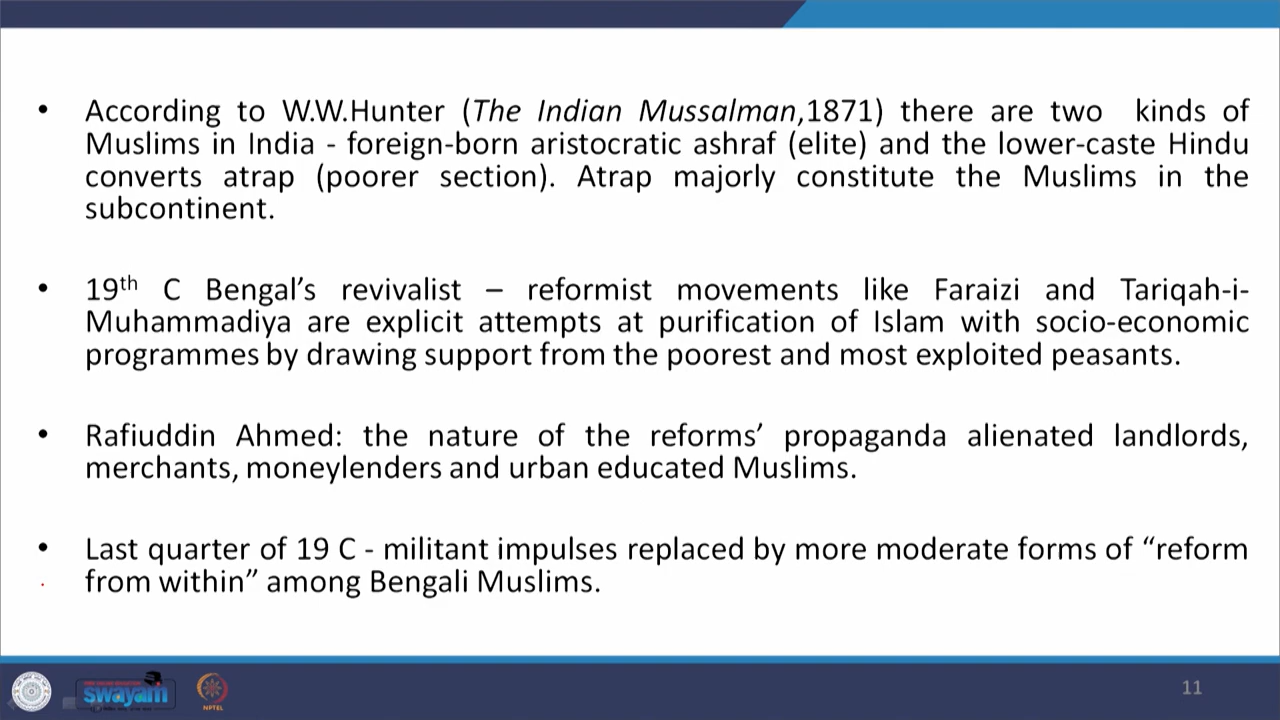 • According to W.W.Hunter (The Indian Mussalman,1871) there are two kinds of
Muslims in India - foreign-born aristocratic ashraf (elite) and the lower-caste Hindu
converts atrap (poorer section). Atrap majorly constitute the Muslims in the
subcontinent.
• 19th C Bengal’s revivalist – reformist movements like Faraizi and Tariqah-i-
Muhammadiya are explicit attempts at purification of Islam with socio-economic
programmes by drawing support from the poorest and most exploited peasants.
• Rafiuddin Ahmed: the nature of the reforms’ propaganda alienated landlords,
merchants, moneylenders and urban educated Muslims.
• Last quarter of 19 C - militant impulses replaced by more moderate forms of “reform
from within” among Bengali Muslims.
swayam
NPTEL
11